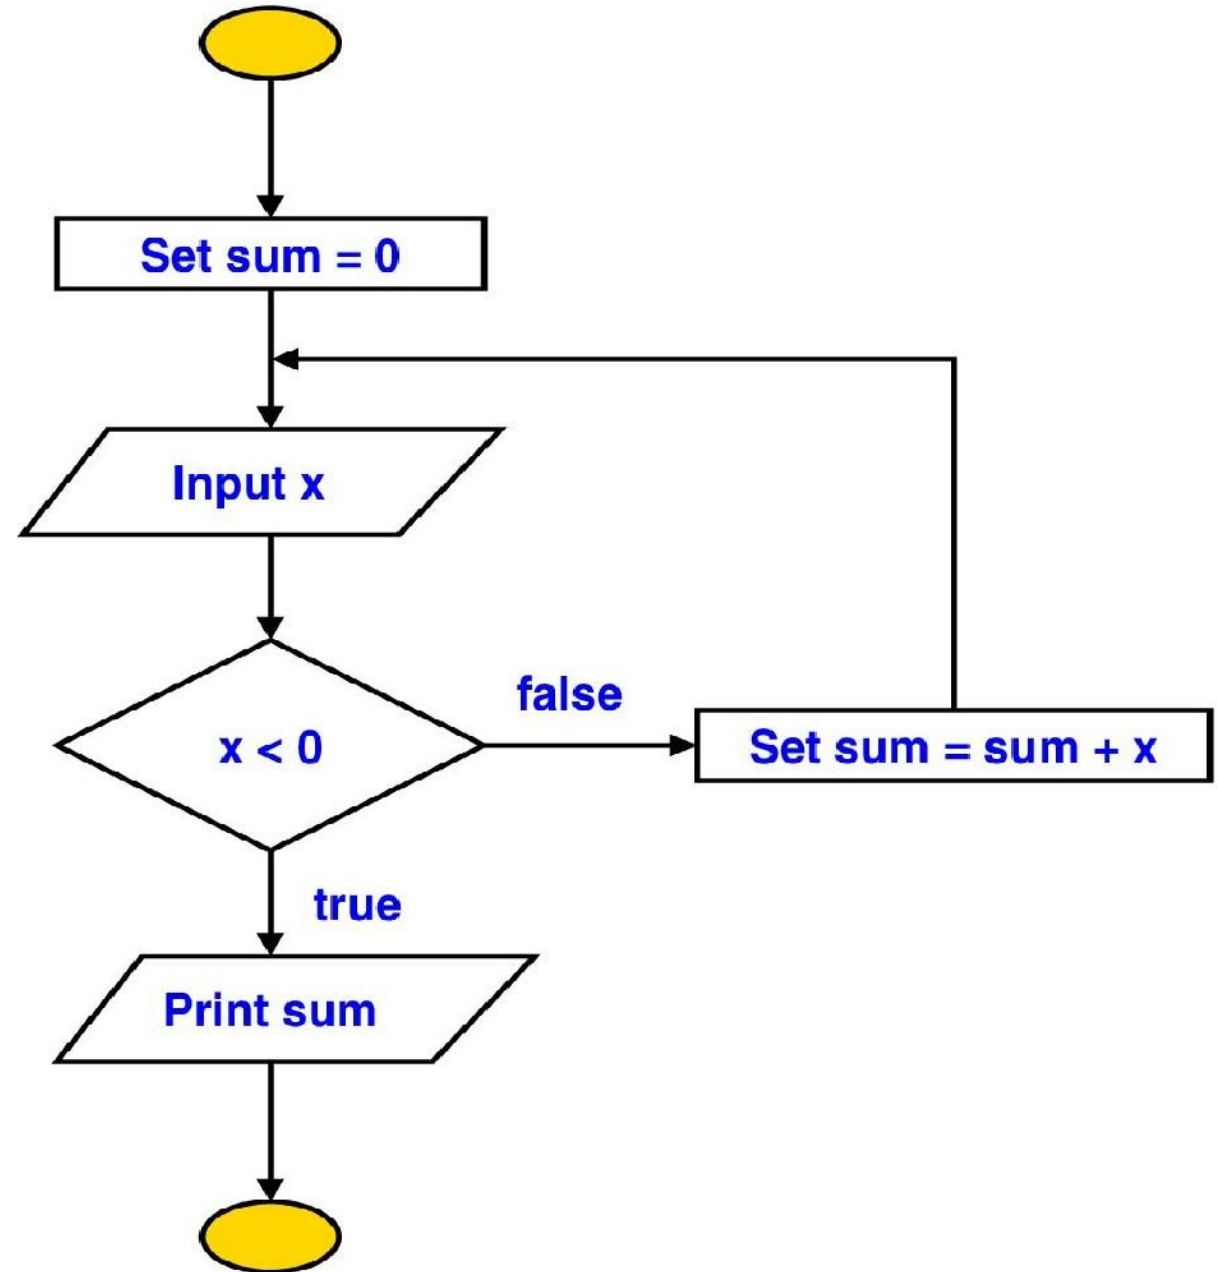 Set sum = 0
Input x
x < 0
false
Set sum = sum + x
true
Print sum